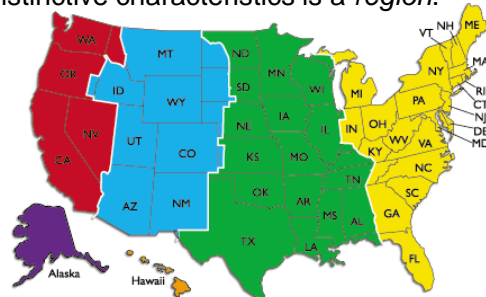 stinctive characteristics is a region.
WA
MT
ND
MN
VT
NH
ME
OR
ID
SD
WI
MI
NY
MA
RI
CT
NJ
DE
MD
WY
IA
NE
IL
IN
OH
PA
NV
UT
CO
KS
MO
KY
WV
VA
CA
AZ
NM
OK
AR
TN
NC
SC
MS
AL
GA
TX
LA
FL
Alaska
Hawaii